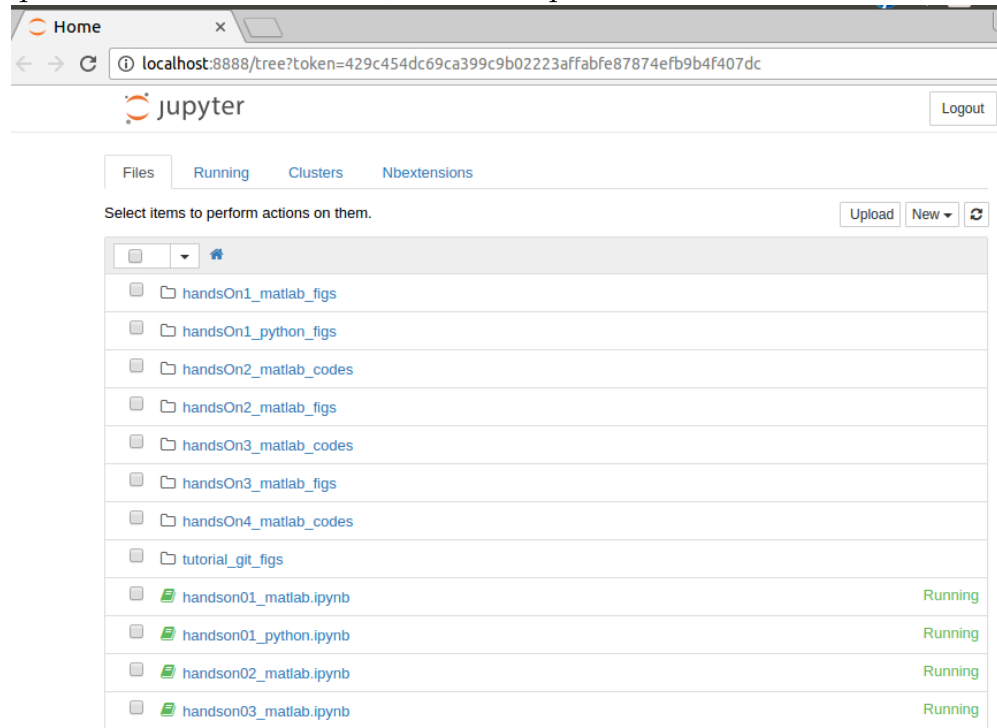 Home ×
localhost:8888/tree?token=429c454dc69ca399c9b02223affabfe87874efb9b4f407dc
jupyter Logout
Files Running Clusters Nbextensions
Select items to perform actions on them. Upload New
handsOn1_matlab_figs
handsOn1_python_figs
handsOn2_matlab_codes
handsOn2_matlab_figs
handsOn3_matlab_codes
handsOn3_matlab_figs
handsOn4_matlab_codes
tutorial_git_figs
handson01_matlab.ipynb Running
handson01_python.ipynb Running
handson02_matlab.ipynb Running
handson03_matlab.ipynb Running